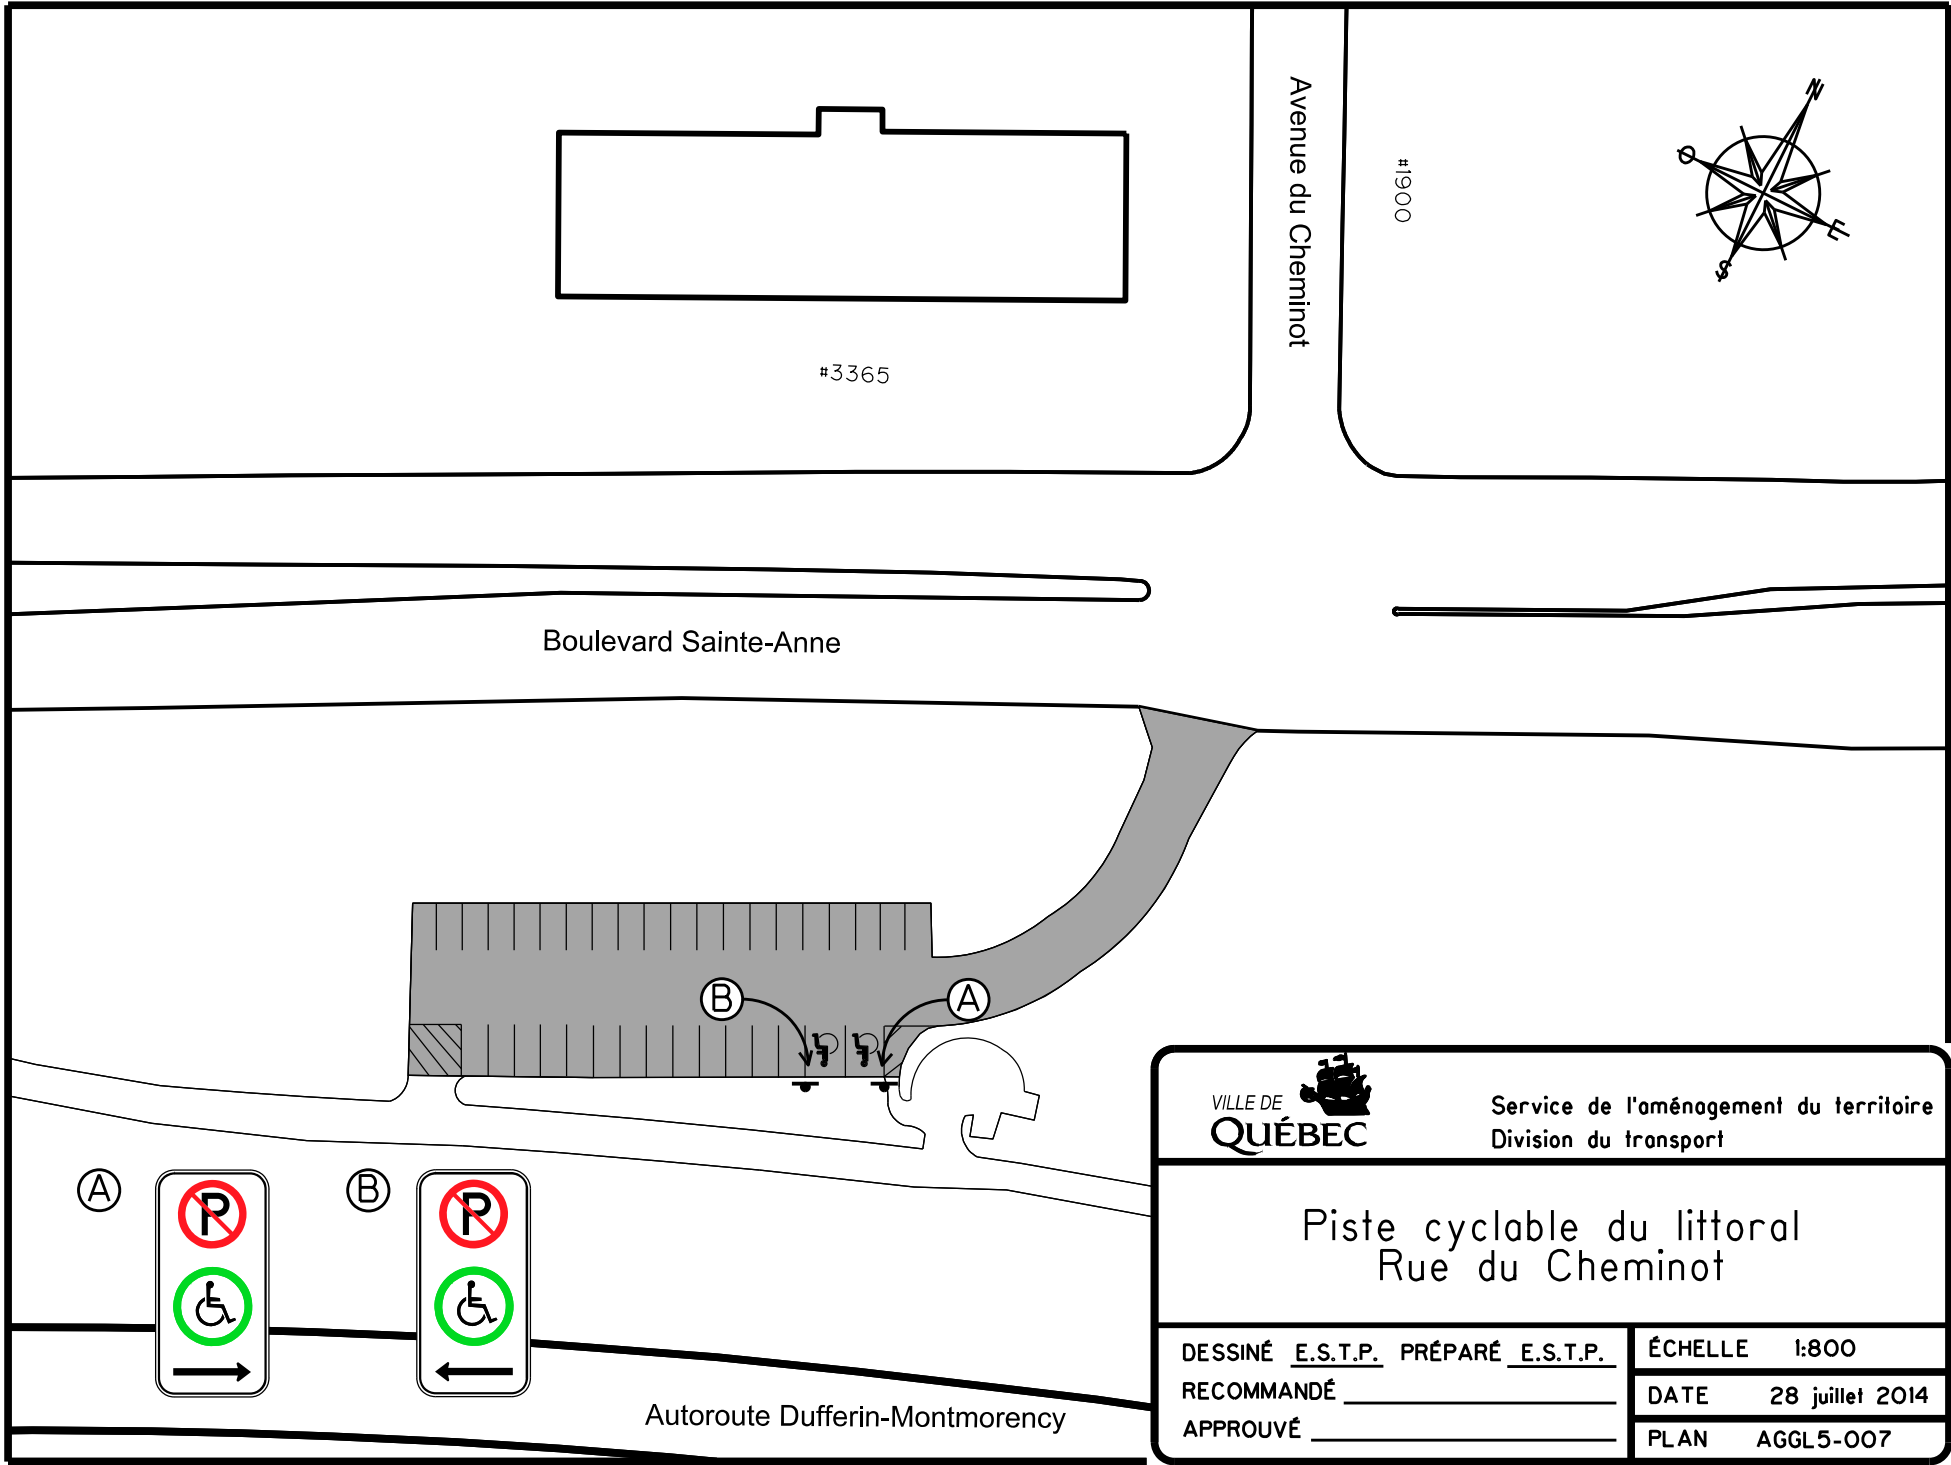 Avenue du Cheminot
#1900
N
O
E
S
#3365
Boulevard Sainte-Anne
B
A
A
P
B
P
Autoroute Dufferin-Montmorency
VILLE DE
QUÉBEC
Service de l'aménagement du territoire
Division du transport
Piste cyclable du littoral
Rue du Cheminot
DESSINÉ E.S.T.P. PRÉPARÉ E.S.T.P.
RECOMMANDÉ
APPROUVÉ
ÉCHELLE 1:800
DATE 28 juillet 2014
PLAN AGGL5-007